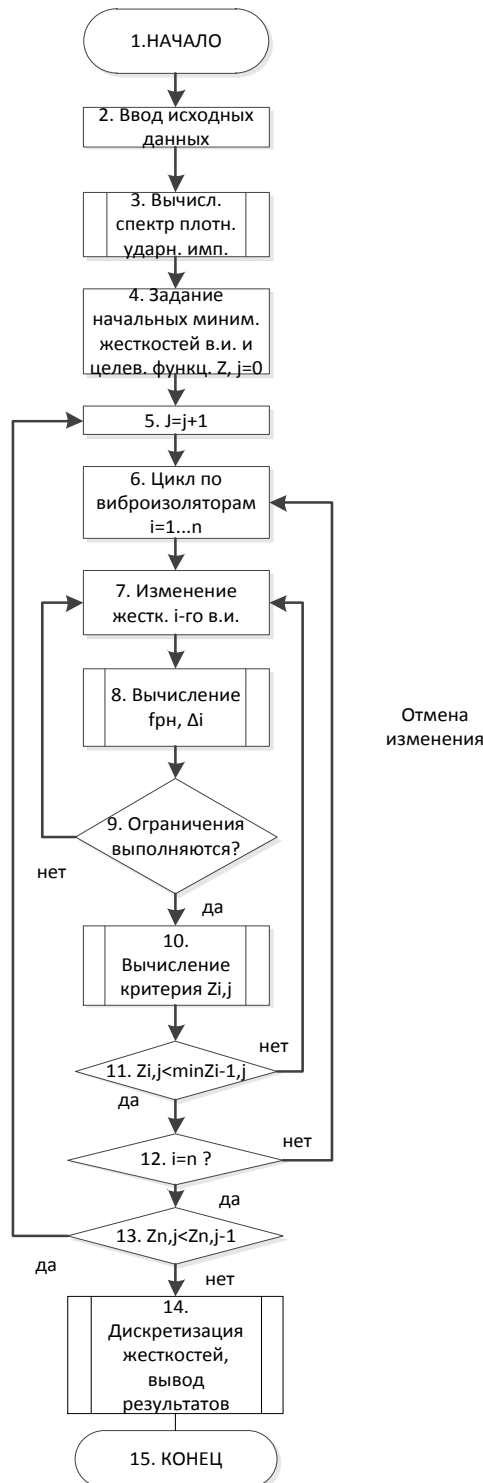 1.НАЧАЛО
2. Ввод исходных
данных
3. Вычисл.
спектр плотн.
ударн. имп.
4. Задание
начальных миним.
жесткостей в.и. и
целев. функц. Z, j=0
5. J=j+1
6. Цикл по
виброизоляторам
i=1...n
7. Изменение
жестк. i-го в.и.
8. Вычисление
fрн, Δi
Отмена
изменения
9. Ограничения
выполняются?
нет
да
10.
Вычисление
критерия Zi,j
нет
11. Zi,j<minZi-1,j
да
нет
12. i=n ?
да
13. Zn,j<Zn,j-1
да
нет
14.
Дискретизация
жесткостей,
вывод
результатов
15. КОНЕЦ